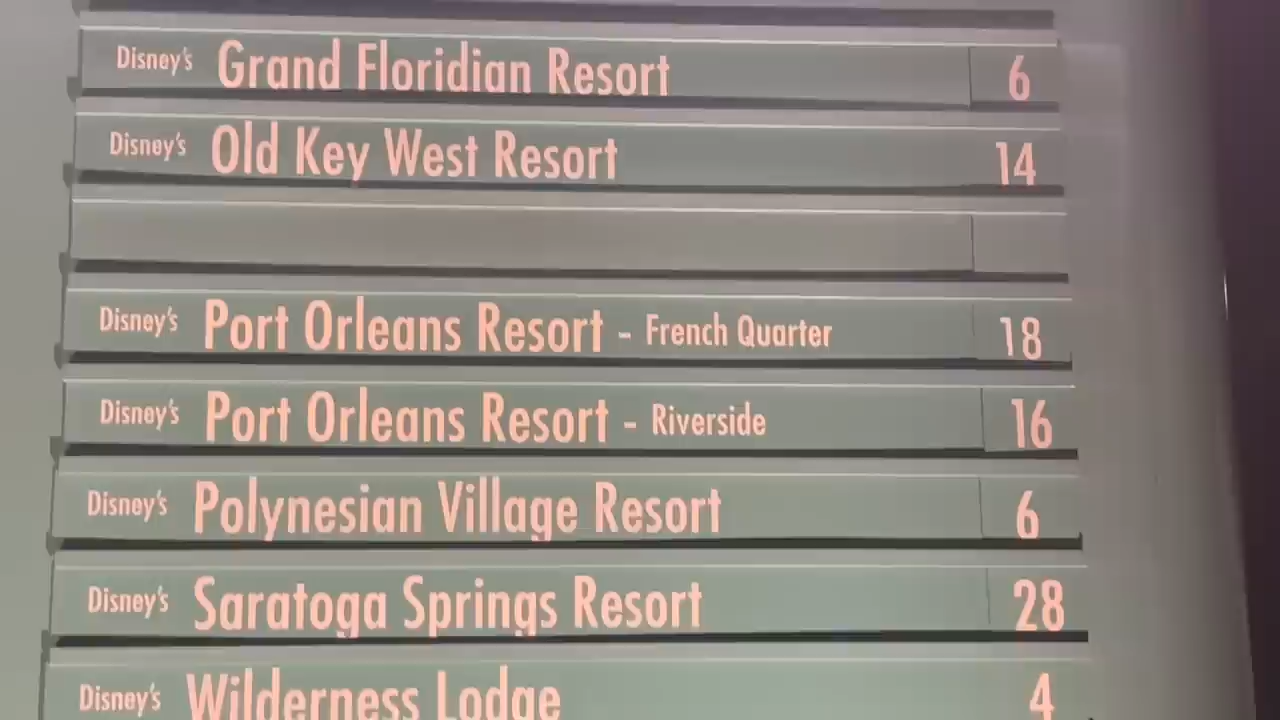 Disney's Grand Floridian Resort 6
Disney's Old Key West Resort 14
Disney's Port Orleans Resort - French Quarter 18
Disney's Port Orleans Resort - Riverside 16
Disney's Polynesian Village Resort 6
Disney's Saratoga Springs Resort 28
Disney's Wilderness Lodge 4